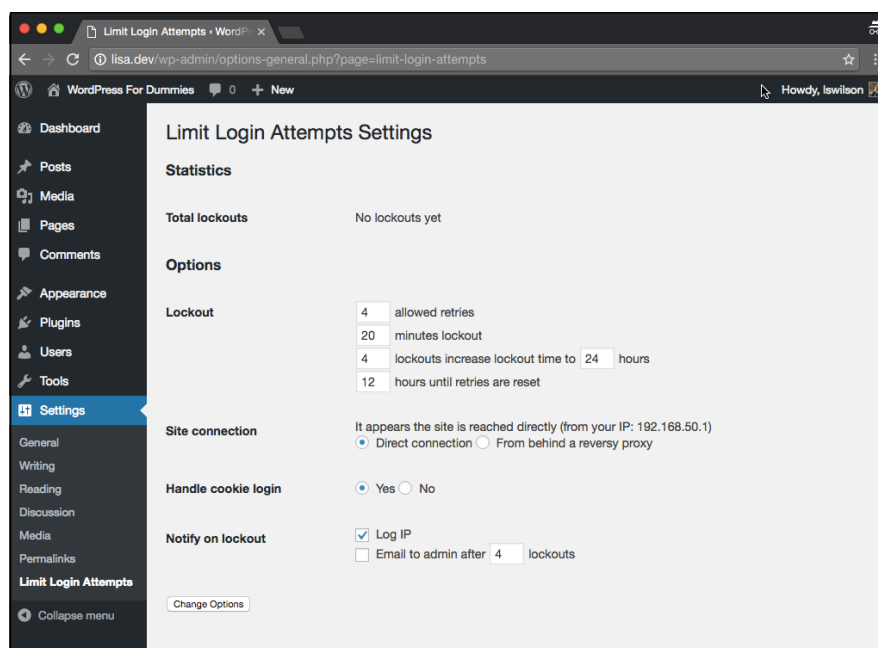 Limit Login Attempts ‹ WordPr
lisa.dev/wp-admin/options-general.php?page=limit-login-attempts
WordPress For Dummies 0 + New Howdy, lswilson
Dashboard
Posts
Media
Pages
Comments
Appearance
Plugins
Users
Tools
Settings
General
Writing
Reading
Discussion
Media
Permalinks
Limit Login Attempts
Collapse menu
Limit Login Attempts Settings
Statistics
Total lockouts No lockouts yet
Options
Lockout 4 allowed retries
20 minutes lockout
4 lockouts increase lockout time to 24 hours
12 hours until retries are reset
Site connection It appears the site is reached directly (from your IP: 192.168.50.1)
Direct connection From behind a reversy proxy
Handle cookie login Yes No
Notify on lockout Log IP
Email to admin after 4 lockouts
Change Options